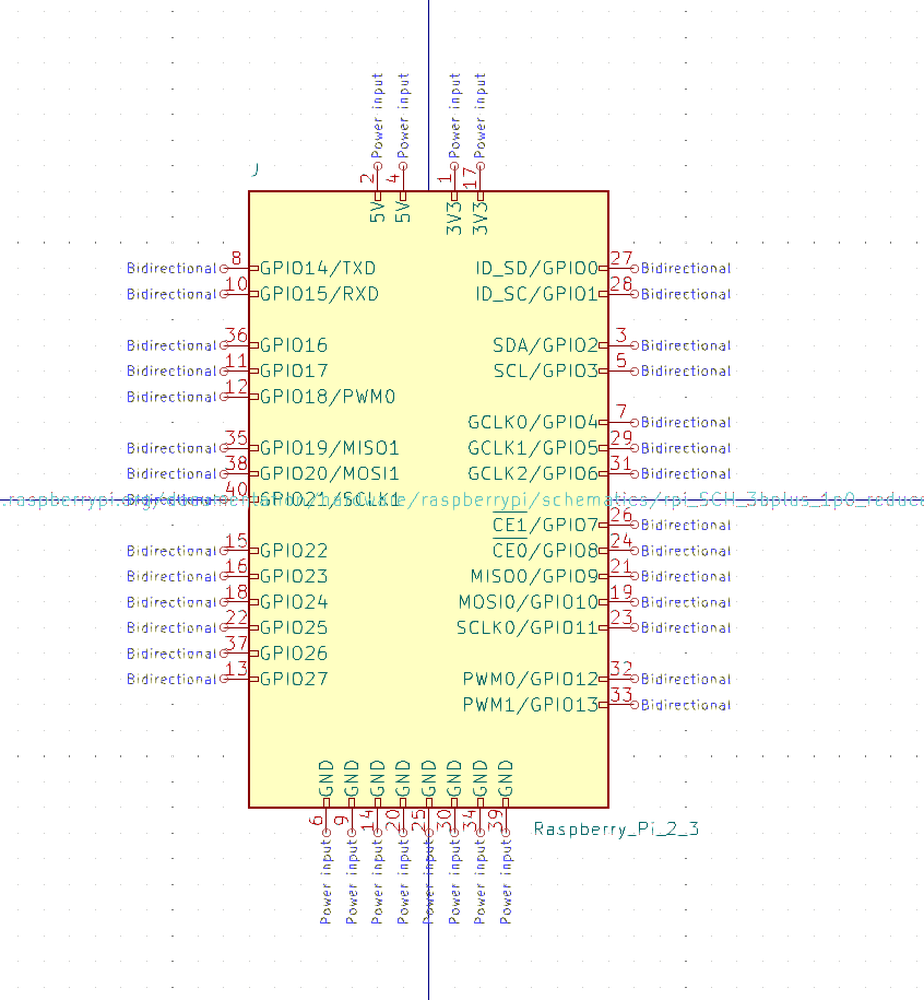 Power input Power input Power input Power input
2 4 1 17
J
5V 5V 3V3 3V3
Bidirectional 8 GPIO14/TXD ID_SD/GPIO0 27 Bidirectional
Bidirectional 10 GPIO15/RXD ID_SC/GPIO1 28 Bidirectional
Bidirectional 36 GPIO16 SDA/GPIO2 3 Bidirectional
Bidirectional 11 GPIO17 SCL/GPIO3 5 Bidirectional
Bidirectional 12 GPIO18/PWM0
GCLK0/GPIO4 7 Bidirectional
Bidirectional 35 GPIO19/MISO1 GCLK1/GPIO5 29 Bidirectional
Bidirectional 38 GPIO20/MOSI1 GCLK2/GPIO6 31 Bidirectional
Bidirectional 40 GPIO21/SCLK1
.raspberrypi.org/documentation/hardware/raspberrypi/schematics/rpi_SCH_3bplus_1p0_reduce
CE1/GPIO7 26 Bidirectional
Bidirectional 15 GPIO22 CE0/GPIO8 24 Bidirectional
Bidirectional 16 GPIO23 MISO0/GPIO9 21 Bidirectional
Bidirectional 18 GPIO24 MOSI0/GPIO10 19 Bidirectional
Bidirectional 22 GPIO25 SCLK0/GPIO11 23 Bidirectional
Bidirectional 37 GPIO26
Bidirectional 13 GPIO27 PWM0/GPIO12 32 Bidirectional
PWM1/GPIO13 33 Bidirectional
GND GND GND GND GND GND GND GND
6 9 14 20 25 30 34 39
Raspberry_Pi_2_3
Power input Power input Power input Power input Power input Power input Power input Power input